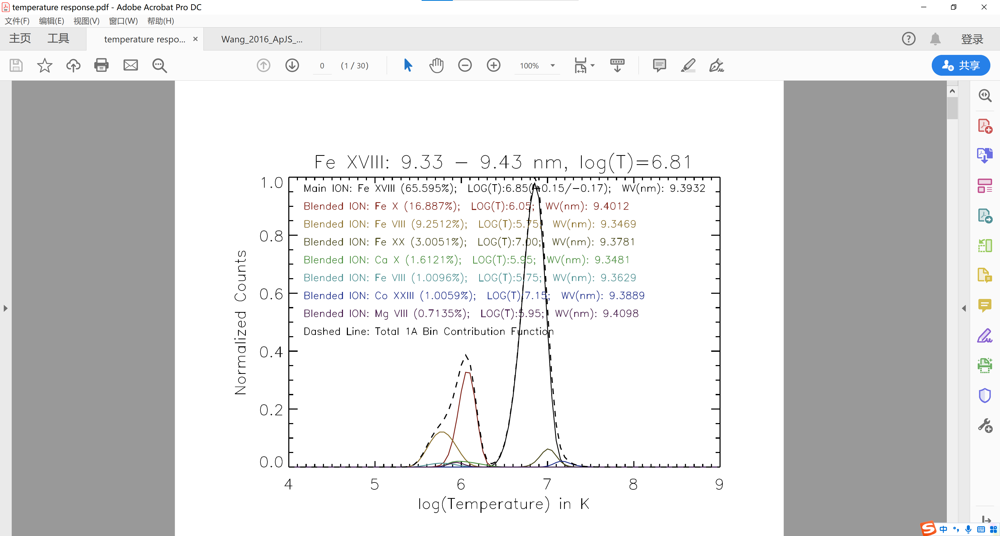 temperature response.pdf - Adobe Acrobat Pro DC
文件(F) 编辑(E) 视图(V) 窗口(W) 帮助(H)
主页 工具 temperature respo... × Wang_2016_ApJS_... 登录
0 (1 / 30) 100% 共享
Fe XVIII: 9.33 – 9.43 nm, log(T)=6.81
Main ION: Fe XVIII (65.595%); LOG(T):6.85(+0.15/−0.17); WV(nm): 9.3932
Blended ION: Fe X (16.887%); LOG(T):6.05; WV(nm): 9.4012
Blended ION: Fe VIII (9.2512%); LOG(T):5.75; WV(nm): 9.3469
Blended ION: Fe XX (3.0051%); LOG(T):7.00; WV(nm): 9.3781
Blended ION: Ca X (1.6121%); LOG(T):5.95; WV(nm): 9.3481
Blended ION: Fe VIII (1.0096%); LOG(T):5.75; WV(nm): 9.3629
Blended ION: Co XXIII (1.0059%); LOG(T):7.15; WV(nm): 9.3889
Blended ION: Mg VIII (0.7135%); LOG(T):5.95; WV(nm): 9.4098
Dashed Line: Total 1A Bin Contribution Function
Normalized Counts
1.0
0.8
0.6
0.4
0.2
0.0
4 5 6 7 8 9
log(Temperature) in K
S 中